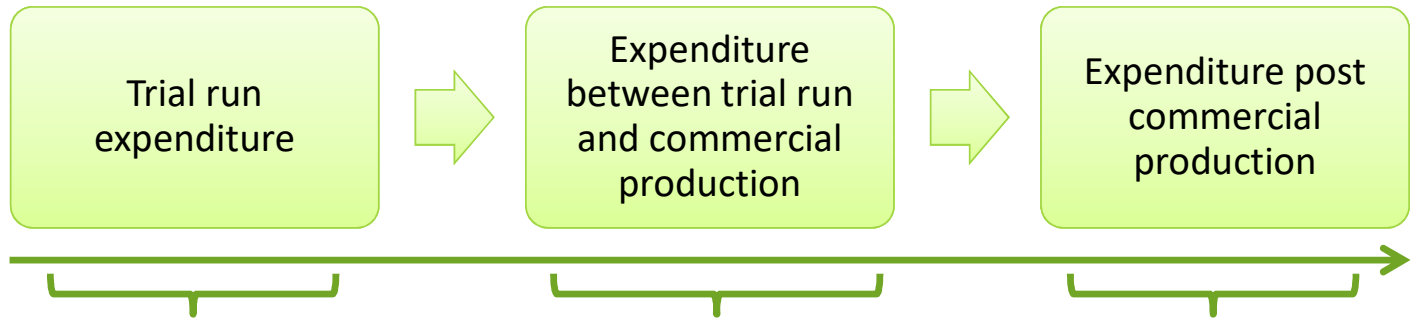 Trial run
expenditure
Expenditure
between trial run
and commercial
production
Expenditure post
commercial
production